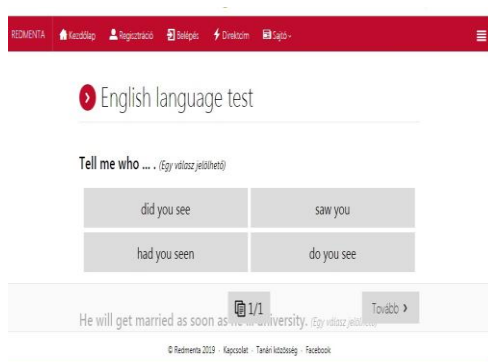 REDMENTA Kezdőlap Regisztráció Belépés Direktcím Sajtó
English language test
Tell me who ... . (Egy válasz jelölhető)
did you see saw you
had you seen do you see
1/1 Tovább >
He will get married as soon as he ... university. (Egy válasz jelölhető)
© Redmenta 2019 · Kapcsolat · Tanári közösség · Facebook